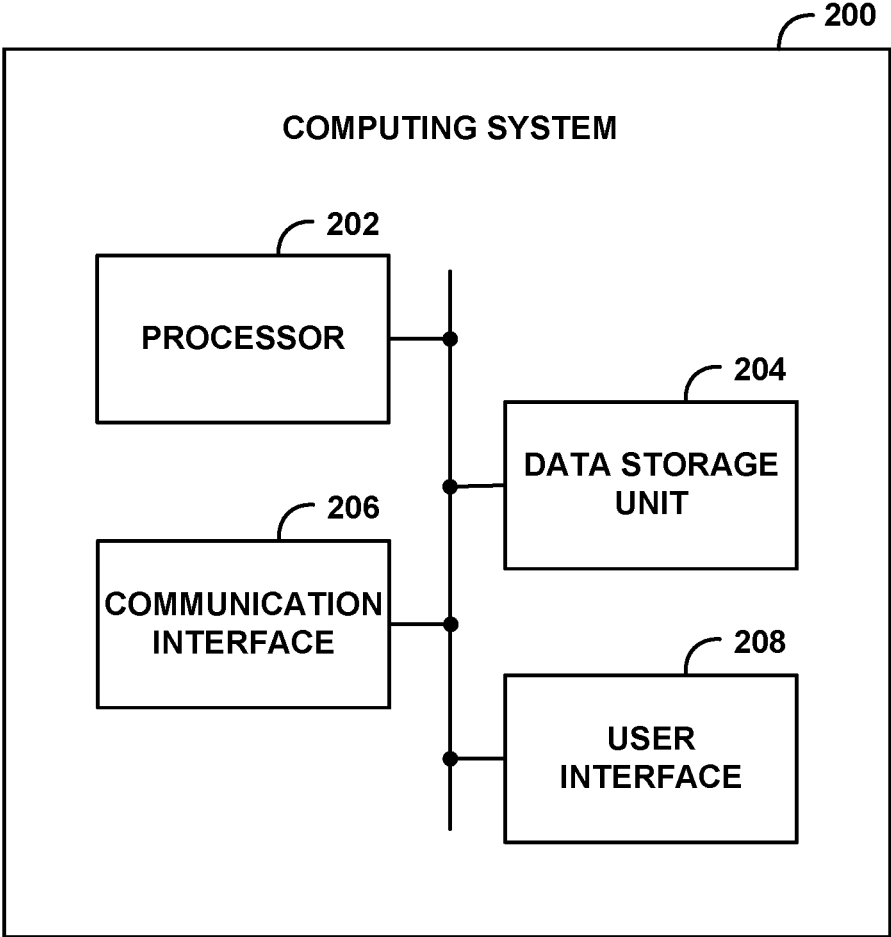 200
COMPUTING SYSTEM
202
PROCESSOR
204
DATA STORAGE
UNIT
206
COMMUNICATION
INTERFACE
208
USER
INTERFACE